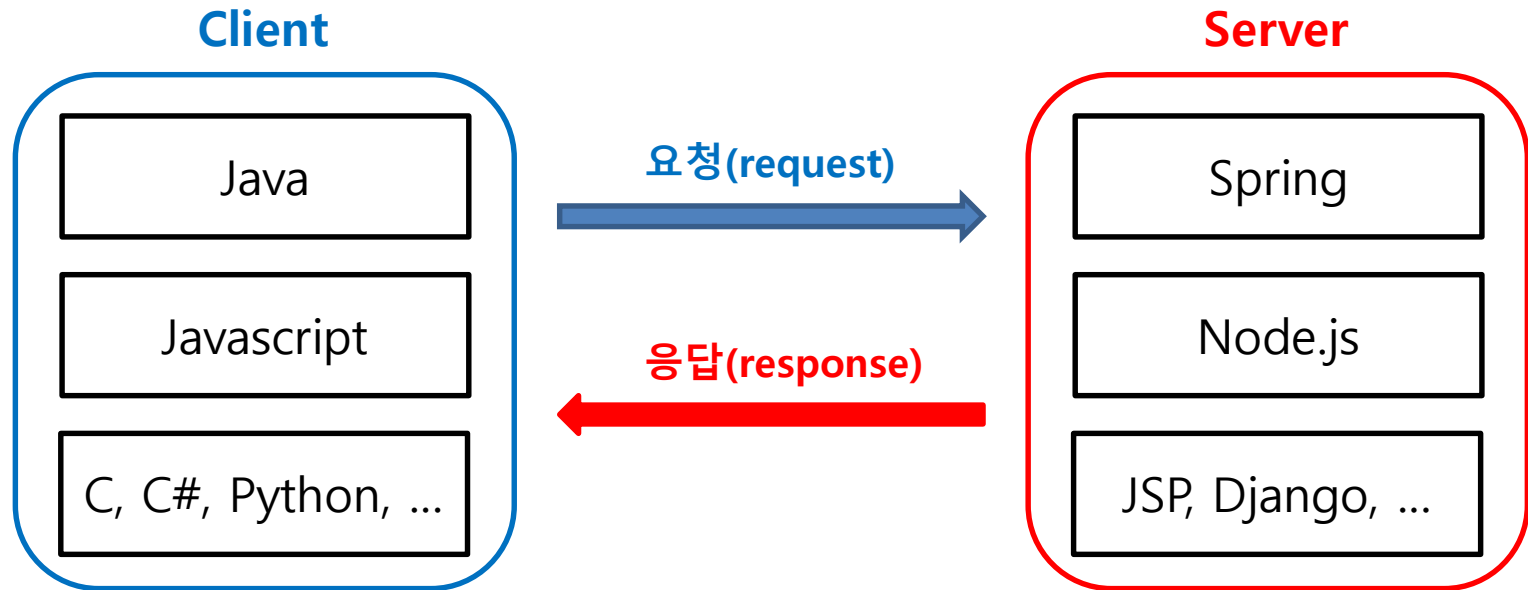 Client
Server
Java
요청(request)
Spring
Javascript
응답(response)
Node.js
C, C#, Python, ...
JSP, Django, ...